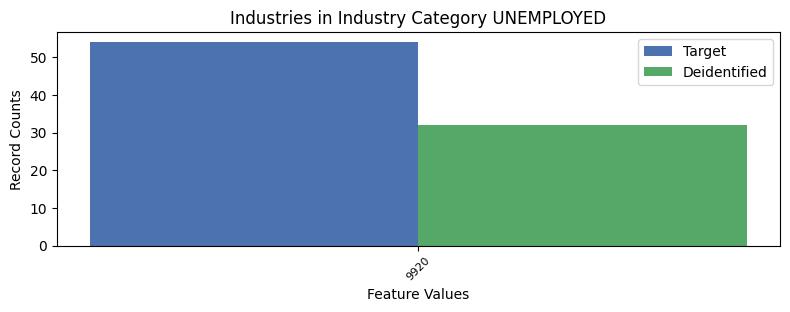 Industries in Industry Category UNEMPLOYED
Target
Deidentified
Record Counts
50
40
30
20
10
0
9920
Feature Values